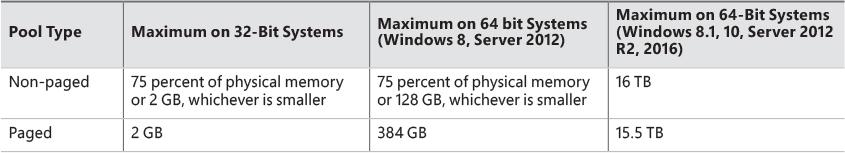 Pool Type
Maximum on 32-Bit Systems
Maximum on 64 bit Systems
(Windows 8, Server 2012)
Maximum on 64-Bit Systems
(Windows 8.1, 10, Server 2012
R2, 2016)
Non-paged
75 percent of physical memory
or 2 GB, whichever is smaller
75 percent of physical memory
or 128 GB, whichever is smaller
16 TB
Paged
2 GB
384 GB
15.5 TB